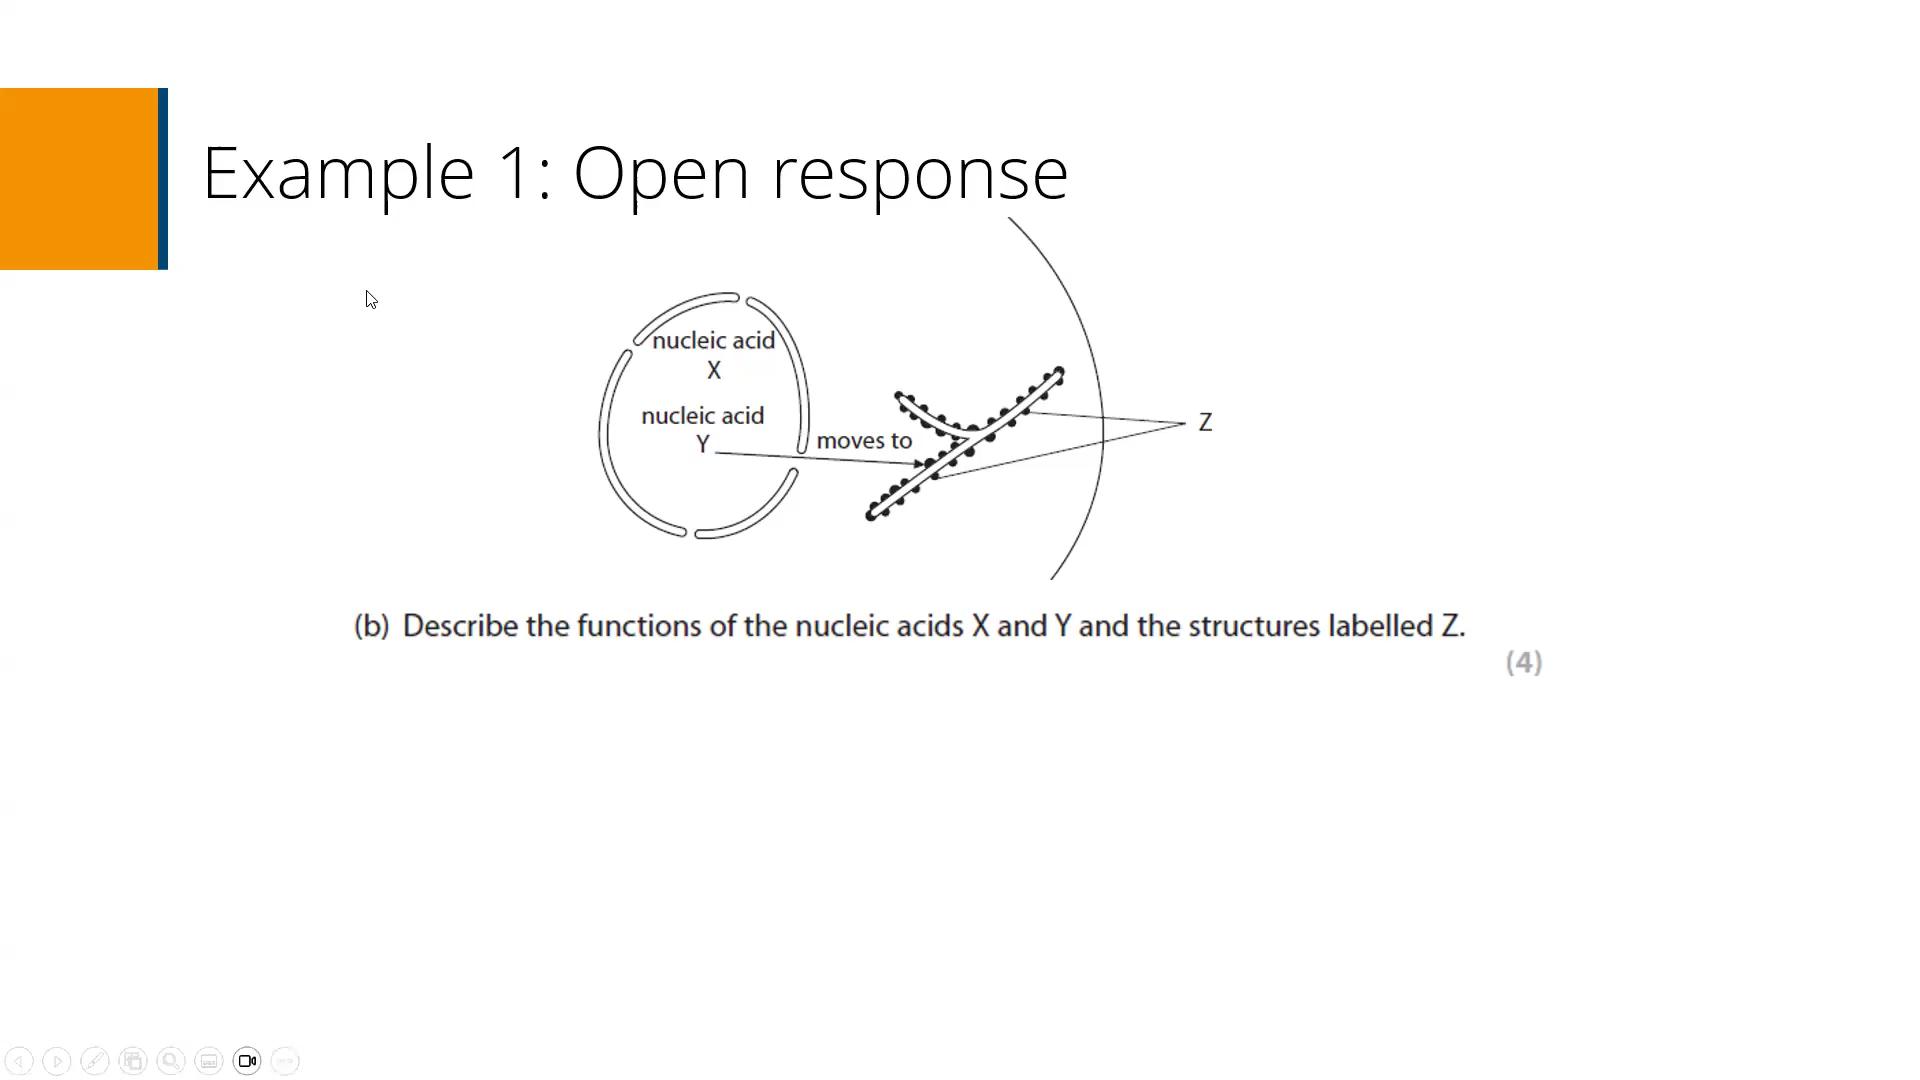 Example 1: Open response
nucleic acid
X
nucleic acid
Y
moves to
Z
(b) Describe the functions of the nucleic acids X and Y and the structures labelled Z.
(4)